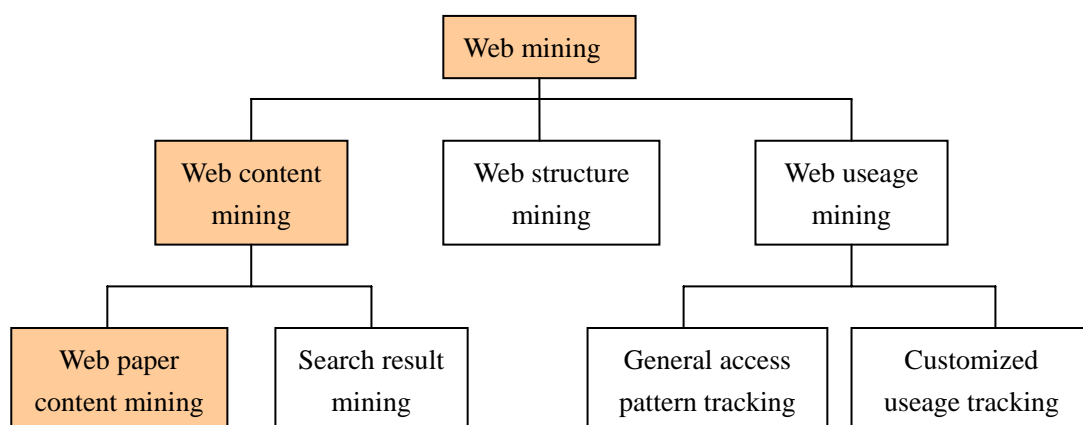 Web mining
Web content
mining
Web structure
mining
Web useage
mining
Web paper
content mining
Search result
mining
General access
pattern tracking
Customized
useage tracking